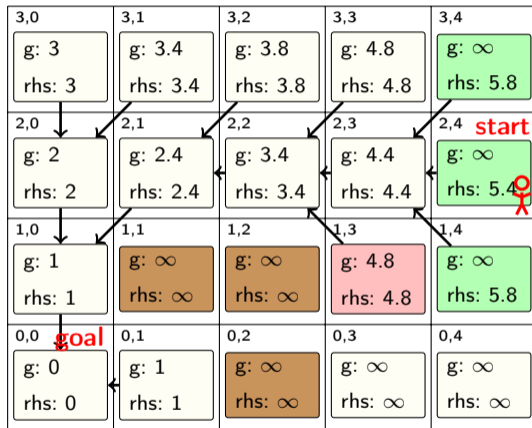 3,0 3,1 3,2 3,3 3,4
g: 3 g: 3.4 g: 3.8 g: 4.8 g: ∞
rhs: 3 rhs: 3.4 rhs: 3.8 rhs: 4.8 rhs: 5.8
2,0 2,1 2,2 2,3 2,4 start
g: 2 g: 2.4 g: 3.4 g: 4.4 g: ∞
rhs: 2 rhs: 2.4 rhs: 3.4 rhs: 4.4 rhs: 5.4
1,0 1,1 1,2 1,3 1,4
g: 1 g: ∞ g: ∞ g: 4.8 g: ∞
rhs: 1 rhs: ∞ rhs: ∞ rhs: 4.8 rhs: 5.8
0,0 goal 0,1 0,2 0,3 0,4
g: 0 g: 1 g: ∞ g: ∞ g: ∞
rhs: 0 rhs: 1 rhs: ∞ rhs: ∞ rhs: ∞